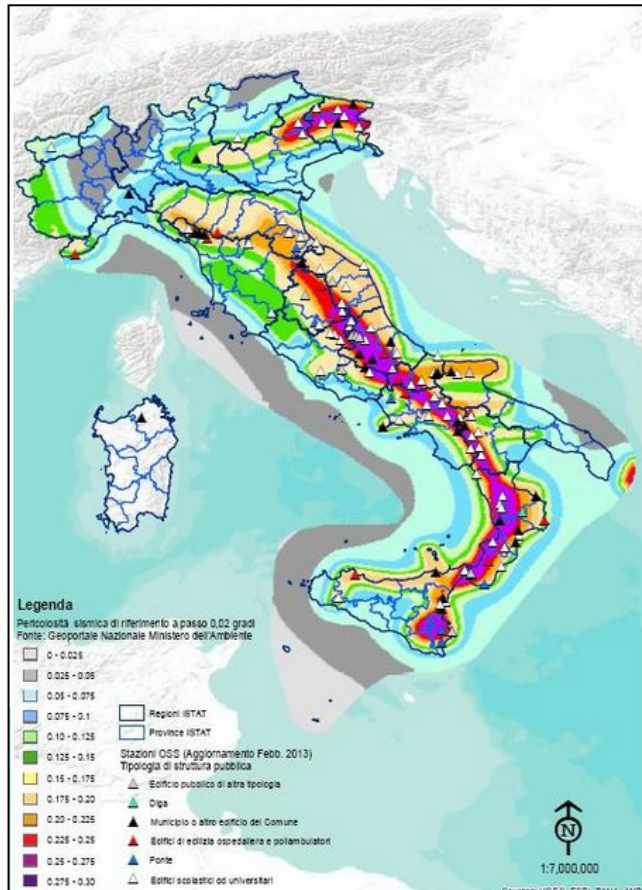 Legenda
Pericolosità sismica di riferimento a passo 0,02 gradi
Fonte: Geoportale Nazionale Ministero dell'Ambiente
0 - 0.025
0.025 - 0.05
0.05 - 0.075
0.075 - 0.1
0.10 - 0.125
0.125 - 0.15
0.15 - 0.175
0.175 - 0.20
0.20 - 0.225
0.225 - 0.25
0.25 - 0.275
0.275 - 0.30
Regioni ISTAT
Province ISTAT
Stazioni OSS (Aggiornamento Febb. 2013)
Tipologia di struttura pubblica
Edificio pubblico di altra tipologia
Diga
Municipio o altro edificio del Comune
Edifici di edilizia ospedaliera e poliambulatori
Ponte
Edifici scolastici od universitari
N
1:7,000,000